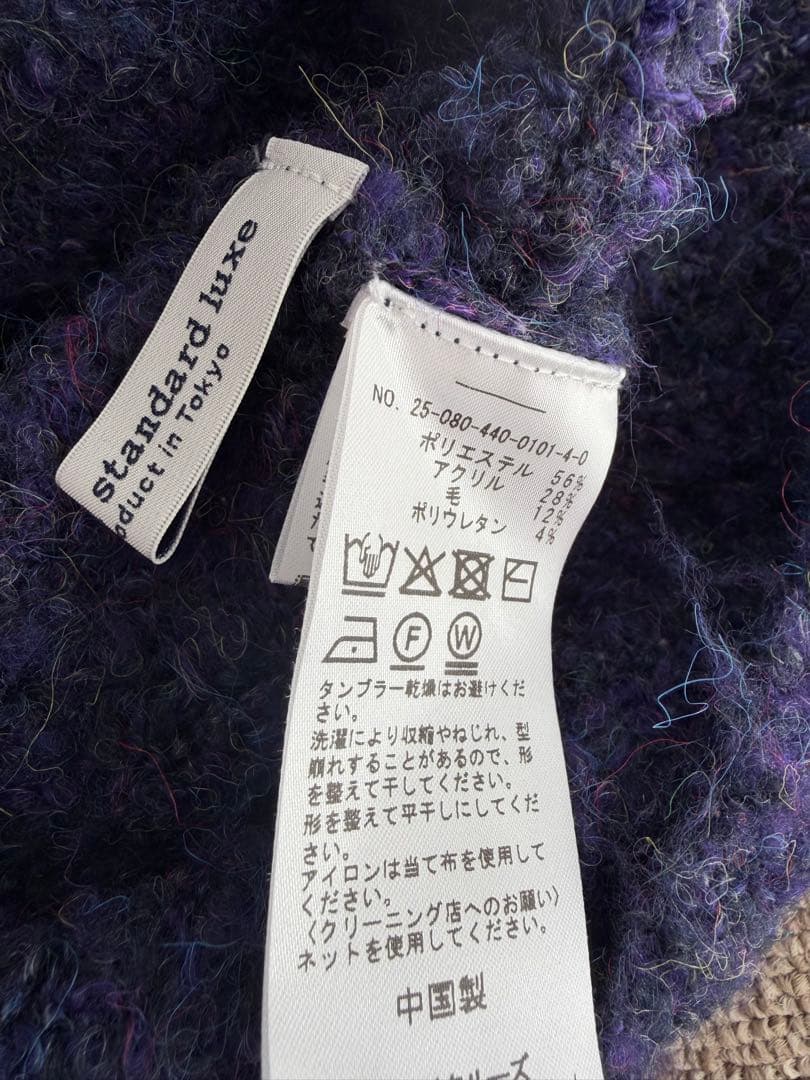 standard luxe
oduct in Tokyo
NO. 25-080-440-0101-4-0
ポリエステル 56%
アクリル 28%
毛 12%
ポリウレタン 4%
F W
タンブラー乾燥はお避けくだ
さい。
洗濯により収縮やねじれ、型
崩れすることがあるので、形
を整えて干してください。
形を整えて平干しにしてくだ
さい。
アイロンは当て布を使用して
ください。
〈クリーニング店へのお願い〉
ネットを使用してください。
中国製